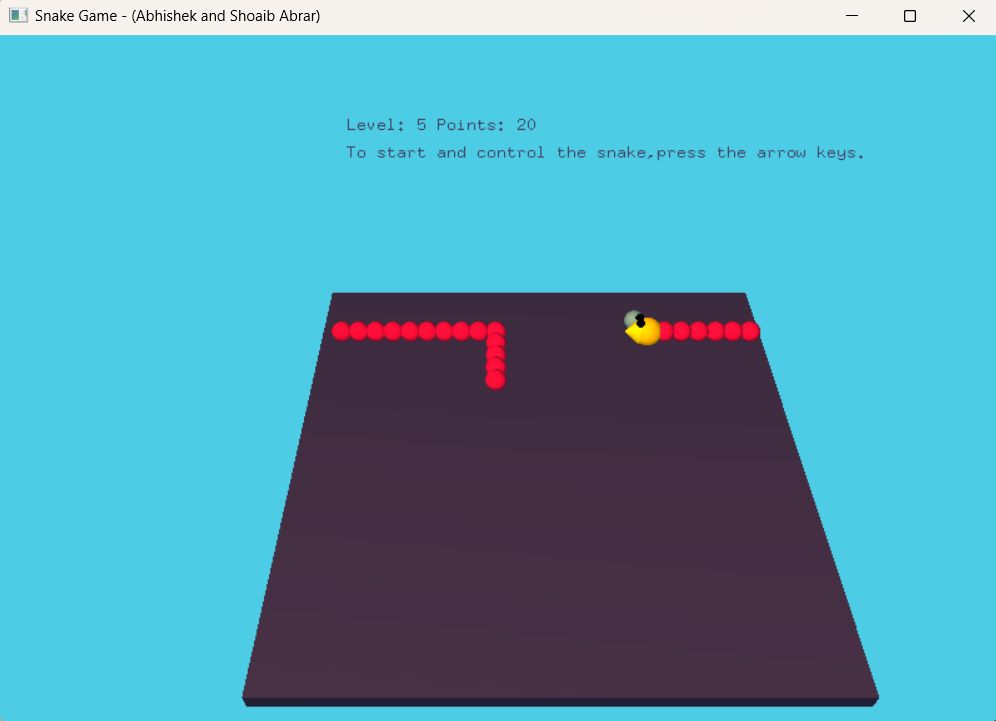 Snake Game - (Abhishek and Shoaib Abrar)
Level: 5 Points: 20
To start and control the snake,press the arrow keys.